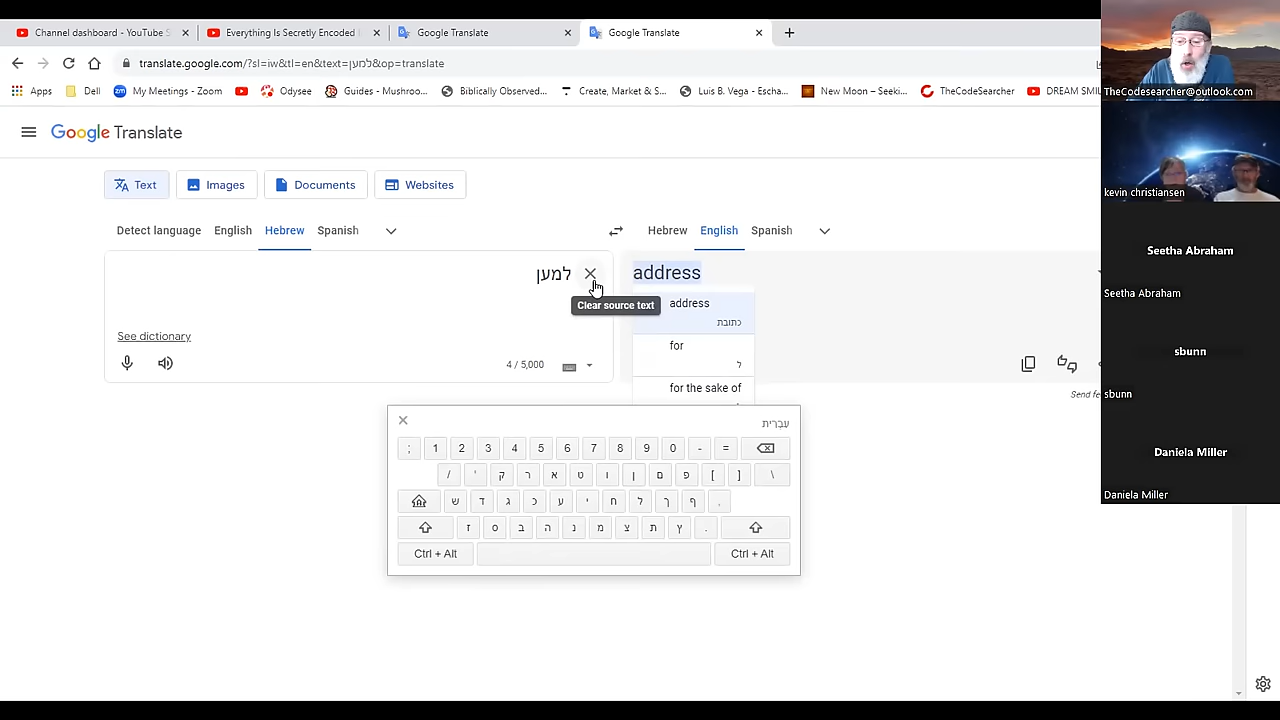 Channel dashboard - YouTube S
Everything Is Secretly Encoded I
Google Translate
Google Translate
translate.google.com/?sl=iw&tl=en&text=למען&op=translate
Apps
Dell
My Meetings - Zoom
Odysee
Guides - Mushroo...
Biblically Observed...
Create, Market & S...
Luis B. Vega - Escha...
New Moon – Seeki...
TheCodeSearcher
DREAM SMI
Google Translate
Text
Images
Documents
Websites
Detect language
English
Hebrew
Spanish
Hebrew
English
Spanish
למען
address
Clear source text
address
כתובת
for
ל
for the sake of
See dictionary
4 / 5,000
Send fe
עִבְרִית
; 1 2 3 4 5 6 7 8 9 0 - =
/ ' ק ר א ט ו ן ם פ [ ] \
ש ד ג כ ע י ח ל ך ף ,
ז ס ב ה נ מ צ ת ץ .
Ctrl + Alt
Ctrl + Alt
TheCodesearcher@outlook.com
kevin christiansen
Seetha Abraham
Seetha Abraham
sbunn
sbunn
Daniela Miller
Daniela Miller